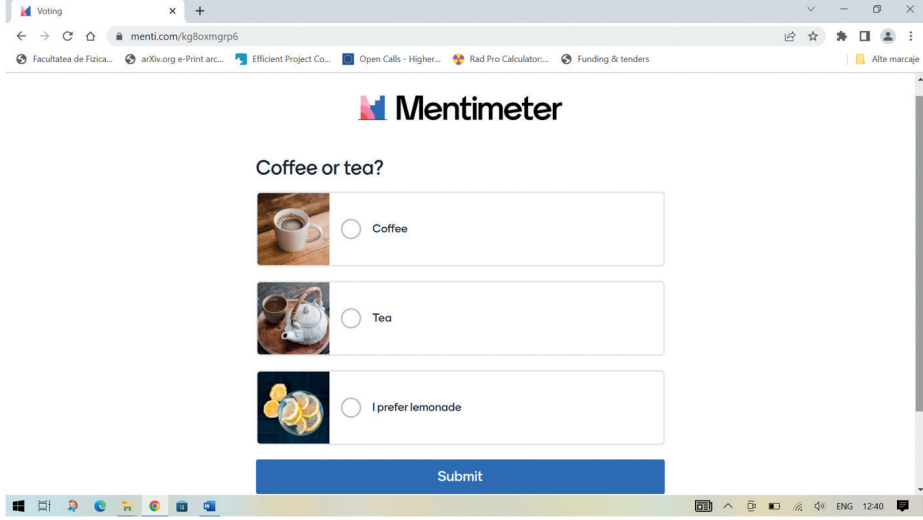 Voting
menti.com/kg8oxmgrp6
Facultatea de Fizica... arXiv.org e-Print arc... Efficient Project Co... Open Calls - Higher... Rad Pro Calculator:... Funding & tenders Alte marcaje
Mentimeter
Coffee or tea?
Coffee
Tea
I prefer lemonade
Submit
ENG 12:40